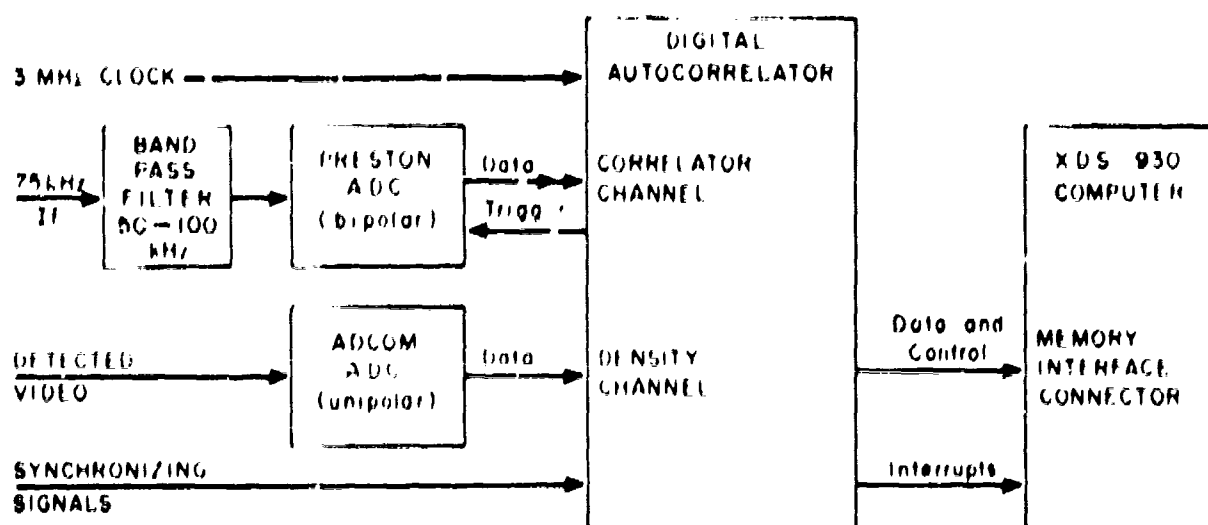 DIGITAL
AUTOCORRELATOR
3 MHz CLOCK
BAND
PASS
FILTER
50-100
kHz
75kHz
IF
PRESTON
ADC
(bipolar)
Data
CORRELATOR
CHANNEL
XDS 930
COMPUTER
DETECTED
VIDEO
ADCOM
ADC
(unipolar)
Data
DENSITY
CHANNEL
Data and
Control
MEMORY
INTERFACE
CONNECTOR
SYNCHRONIZING
SIGNALS
Interrupts